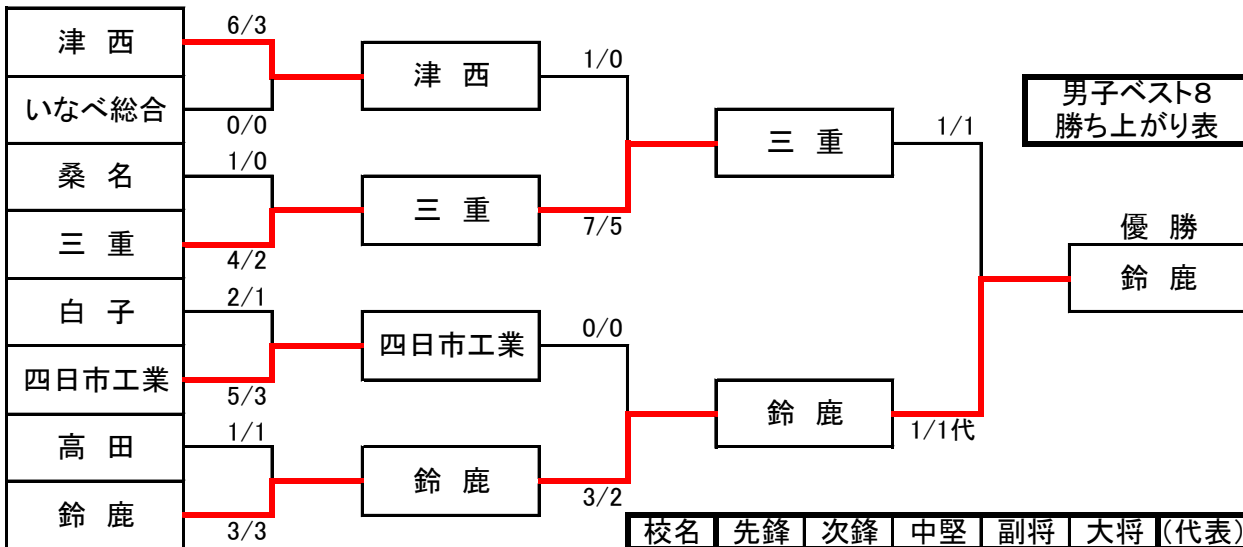 津 西
6/3
いなべ総合
0/0
桑 名
1/0
三 重
4/2
白 子
2/1
四日市工業
5/3
高 田
1/1
鈴 鹿
3/3
津 西
1/0
三 重
7/5
四日市工業
0/0
鈴 鹿
3/2
三 重
1/1
鈴 鹿
1/1代
男子ベスト8
勝ち上がり表
優 勝
鈴 鹿
校名 先鋒 次鋒 中堅 副将 大将 (代表)